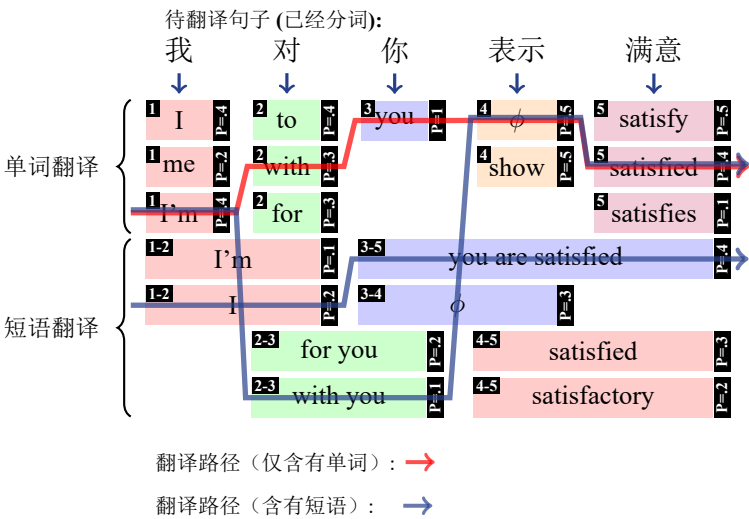 待翻译句子 (已经分词):
我 对 你 表示 满意
单词翻译
1 I P=.4 2 to P=.4 3 you P=1 4 ϕ P=.5 5 satisfy P=.5
1 me P=.2 2 with P=.3 4 show P=.5 5 satisfied P=.4
1 I'm P=.4 2 for P=.3 5 satisfies P=.1
短语翻译
1-2 I'm P=.1 3-5 you are satisfied P=.4
1-2 I P=.2 3-4 ϕ P=.3
2-3 for you P=.2 4-5 satisfied P=.3
2-3 with you P=.1 4-5 satisfactory P=.2
翻译路径（仅含有单词）:
翻译路径（含有短语）: